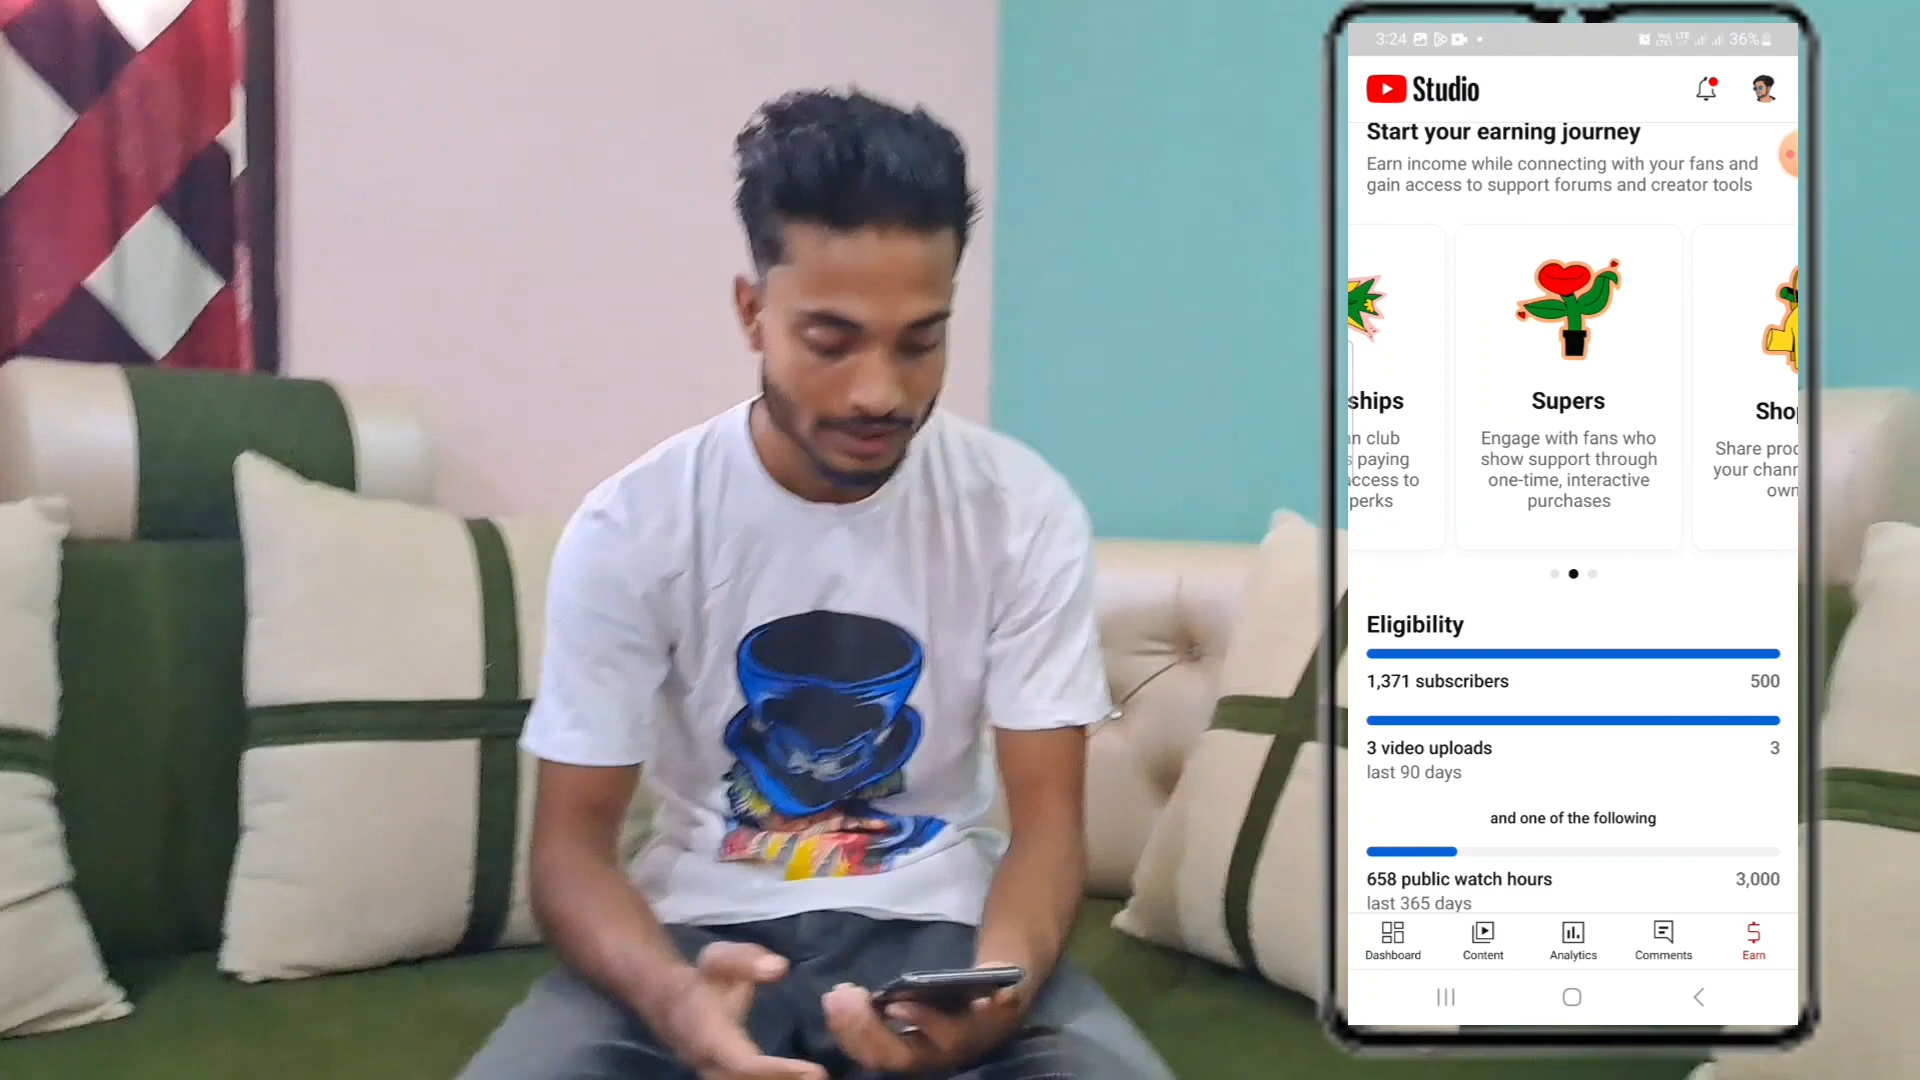 3:24
LTE
36%
Studio
Start your earning journey
Earn income while connecting with your fans and
gain access to support forums and creator tools
ships
n club
s paying
access to
perks
Supers
Engage with fans who
show support through
one-time, interactive
purchases
Sho
Share prod
your chann
own
Eligibility
1,371 subscribers 500
3 video uploads 3
last 90 days
and one of the following
658 public watch hours 3,000
last 365 days
Dashboard Content Analytics Comments Earn